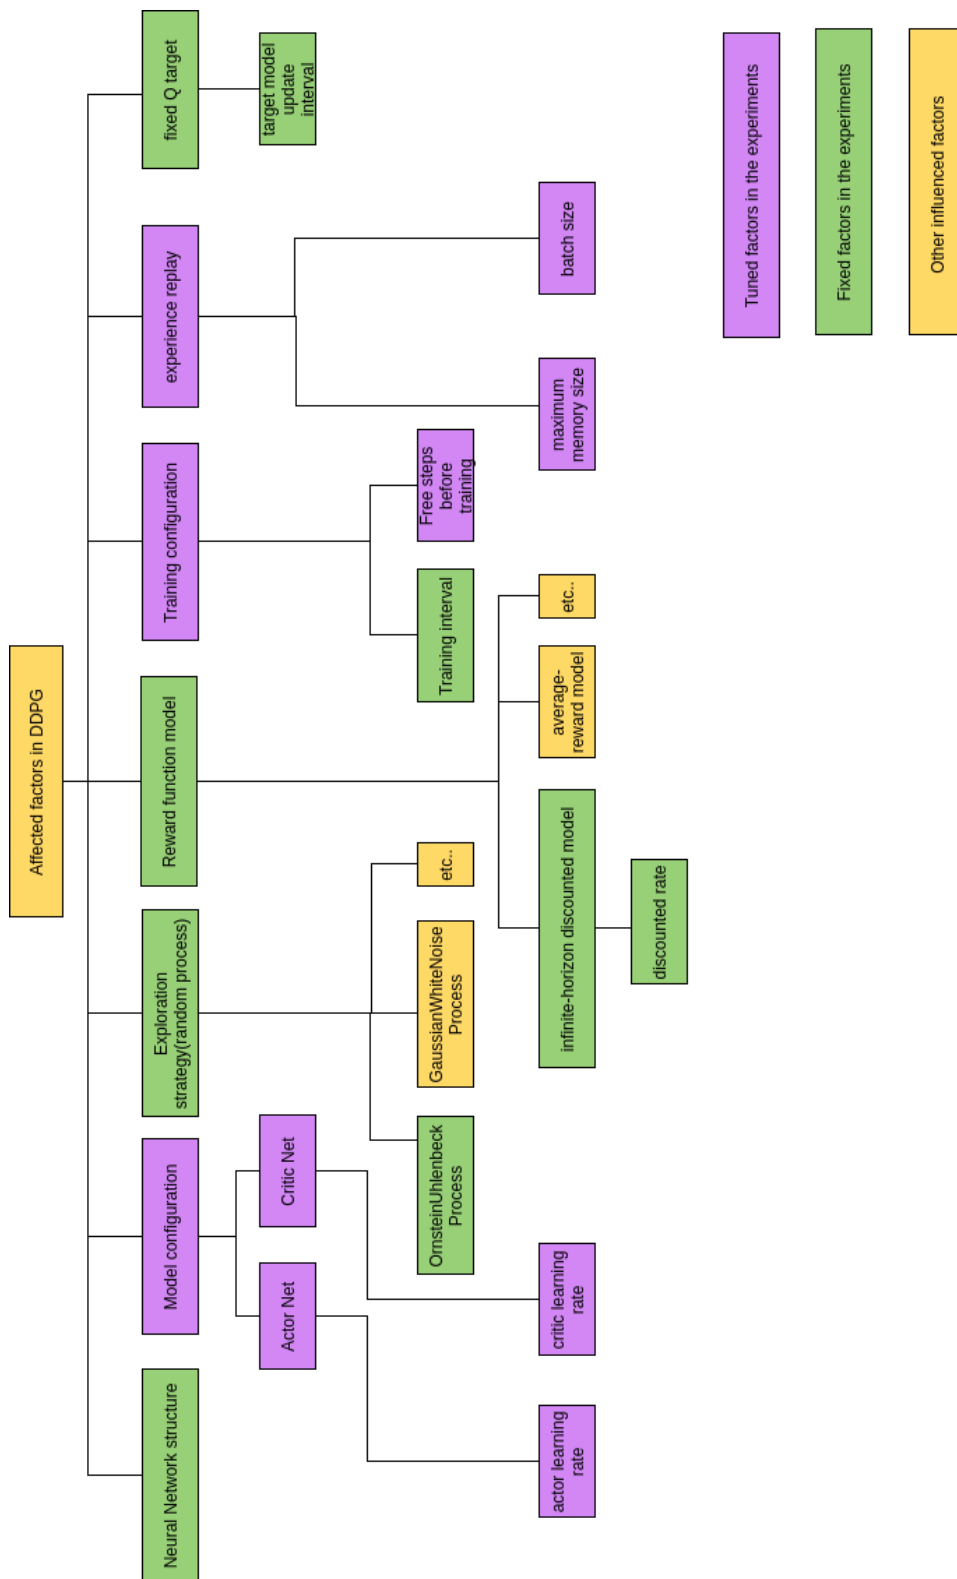 Affected factors in DDPG
Neural Network structure
Model configuration
Exploration
strategy(random process)
Reward function model
Training configuration
experience replay
fixed Q target
Actor Net
Critic Net
target model
update
interval
OrnsteinUhlenbeck
Process
GaussianWhiteNoise
Process
etc..
Training interval
Free steps
before
training
actor learning
rate
critic learning
rate
infinite-horizon discounted model
average-
reward model
etc..
maximum
memory size
batch size
discounted rate
Tuned factors in the experiments
Fixed factors in the experiments
Other influenced factors